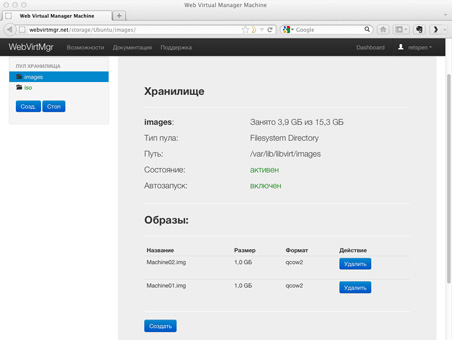 Web Virtual Manager Machine
Web Virtual Manager Machine
webvirtmgr.net/storage/Ubuntu/images/
Google
WebVirtMgr Возможности Документация Поддержка Dashboard retspen
ПУЛ ХРАНИЛИЩА
images
iso
Созд. Стоп
Хранилище
images: Занято 3,9 ГБ из 15,3 ГБ
Тип пула: Filesystem Directory
Путь: /var/lib/libvirt/images
Состояние: активен
Автозапуск: включен
Образы:
Название Размер Формат Действие
Machine02.img 1,0 GБ qcow2 Удалить
Machine01.img 1,0 GБ qcow2 Удалить
Создать